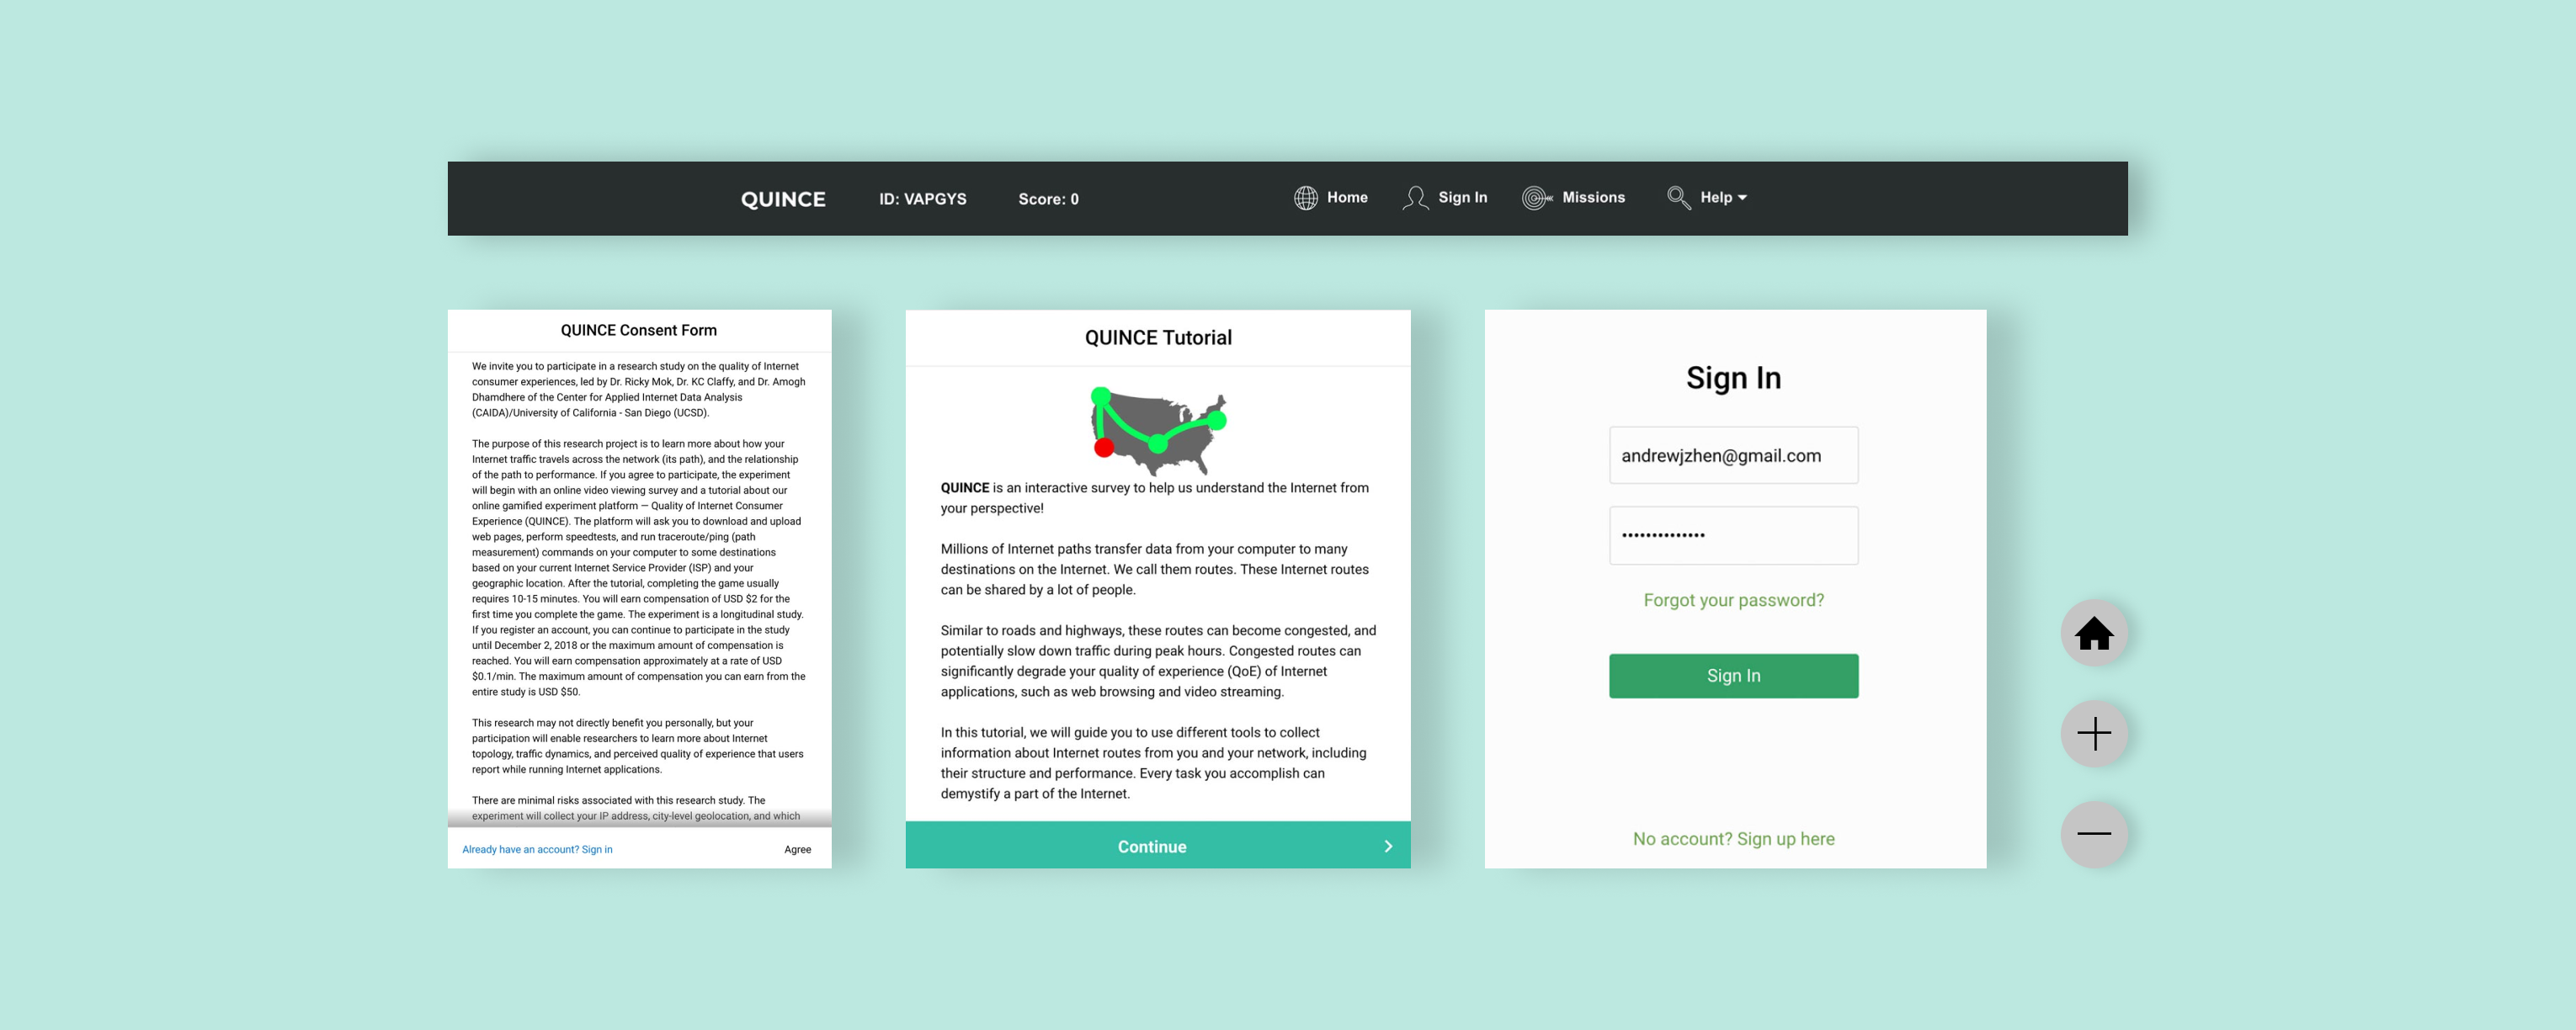 QUINCE
ID: VAPGYS
Score: 0
Home
Sign In
Missions
Help
QUINCE Consent Form
We invite you to participate in a research study on the quality of Internet
consumer experiences, led by Dr. Ricky Mok, Dr. KC Claffy, and Dr. Amogh
Dhamdhere of the Center for Applied Internet Data Analysis
(CAIDA)/University of California - San Diego (UCSD).
The purpose of this research project is to learn more about how your
Internet traffic travels across the network (its path), and the relationship
of the path to performance. If you agree to participate, the experiment
will begin with an online video viewing survey and a tutorial about our
online gamified experiment platform — Quality of Internet Consumer
Experience (QUINCE). The platform will ask you to download and upload
web pages, perform speedtests, and run traceroute/ping (path
measurement) commands on your computer to some destinations
based on your current Internet Service Provider (ISP) and your
geographic location. After the tutorial, completing the game usually
requires 10-15 minutes. You will earn compensation of USD $2 for the
first time you complete the game. The experiment is a longitudinal study.
If you register an account, you can continue to participate in the study
until December 2, 2018 or the maximum amount of compensation is
reached. You will earn compensation approximately at a rate of USD
$0.1/min. The maximum amount of compensation you can earn from the
entire study is USD $50.
This research may not directly benefit you personally, but your
participation will enable researchers to learn more about Internet
topology, traffic dynamics, and perceived quality of experience that users
report while running Internet applications.
There are minimal risks associated with this research study. The
experiment will collect your IP address, city-level geolocation, and which
Already have an account? Sign in
Agree
QUINCE Tutorial
QUINCE is an interactive survey to help us understand the Internet from
your perspective!
Millions of Internet paths transfer data from your computer to many
destinations on the Internet. We call them routes. These Internet routes
can be shared by a lot of people.
Similar to roads and highways, these routes can become congested, and
potentially slow down traffic during peak hours. Congested routes can
significantly degrade your quality of experience (QoE) of Internet
applications, such as web browsing and video streaming.
In this tutorial, we will guide you to use different tools to collect
information about Internet routes from you and your network, including
their structure and performance. Every task you accomplish can
demystify a part of the Internet.
Continue
Sign In
andrewjzhen@gmail.com
••••••••••••••
Forgot your password?
Sign In
No account? Sign up here